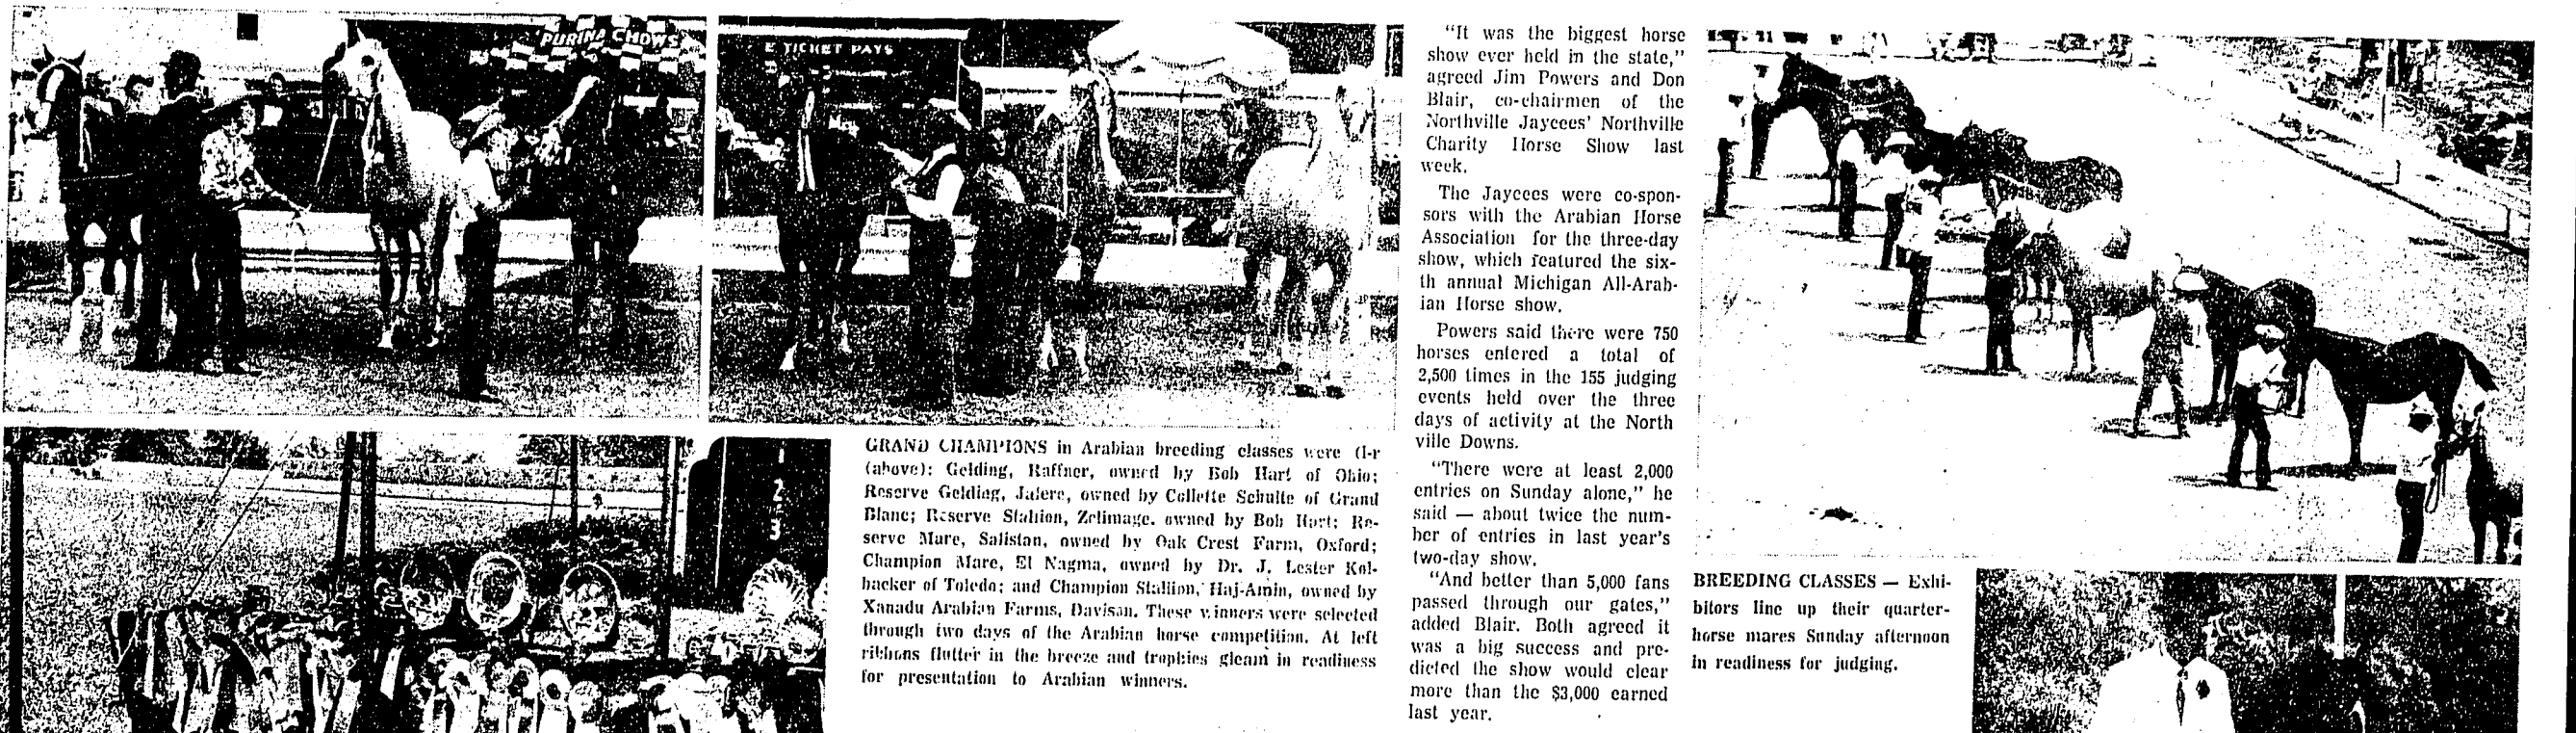 PURINA CHOWS
E TICKET PAYS
2
3
GRAND CHAMPIONS in Arabian breeding classes were (l-r
(above): Gelding, Raffner, owned by Bob Hart of Ohio;
Reserve Gelding, Jalere, owned by Collette Schulte of Grand
Blanc; Reserve Stallion, Zelimage. owned by Bob Hart; Re-
serve Mare, Salistan, owned by Oak Crest Farm, Oxford;
Champion Mare, El Nagma, owned by Dr. J. Lester Kol-
backer of Toledo; and Champion Stallion, Haj-Amin, owned by
Xanadu Arabian Farms, Davisan. These winners were selected
through two days of the Arabian horse competition. At left
ribbons flutter in the breeze and trophies gleam in readiness
for presentation to Arabian winners.
"It was the biggest horse
show ever held in the state,"
agreed Jim Powers and Don
Blair, co-chairmen of the
Northville Jaycees' Northville
Charity Horse Show last
week.
The Jaycees were co-spon-
sors with the Arabian Horse
Association for the three-day
show, which featured the six-
th annual Michigan All-Arab-
ian Horse show.
Powers said there were 750
horses entered a total of
2,500 times in the 155 judging
events held over the three
days of activity at the North
ville Downs.
"There were at least 2,000
entries on Sunday alone," he
said — about twice the num-
ber of entries in last year's
two-day show.
"And better than 5,000 fans
passed through our gates,"
added Blair. Both agreed it
was a big success and pre-
dicted the show would clear
more than the $3,000 earned
last year.
BREEDING CLASSES — Exhi-
bitors line up their quarter-
horse mares Sunday afternoon
in readiness for judging.